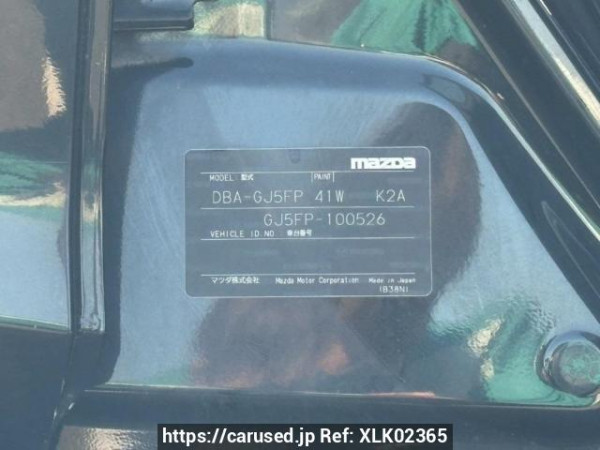 mazda
MODEL 型式 [PAINT]
DBA-GJ5FP 41W K2A
GJ5FP-100526
VEHICLE ID.NO 車台番号
マツダ株式会社 Mazda Motor Corporation Made in Japan
(B38N)
https://carused.jp Ref: XLK02365